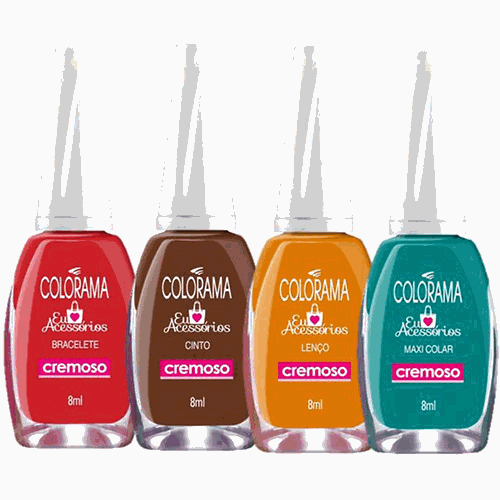 COLORAMA
Eu
Acessórios
BRACELETE
cremoso
8ml
COLORAMA
Eu
Acessórios
CINTO
cremoso
8ml
COLORAMA
Eu
Acessórios
LENÇO
cremoso
8ml
COLORAMA
Eu
Acessórios
MAXI COLAR
cremoso
8ml